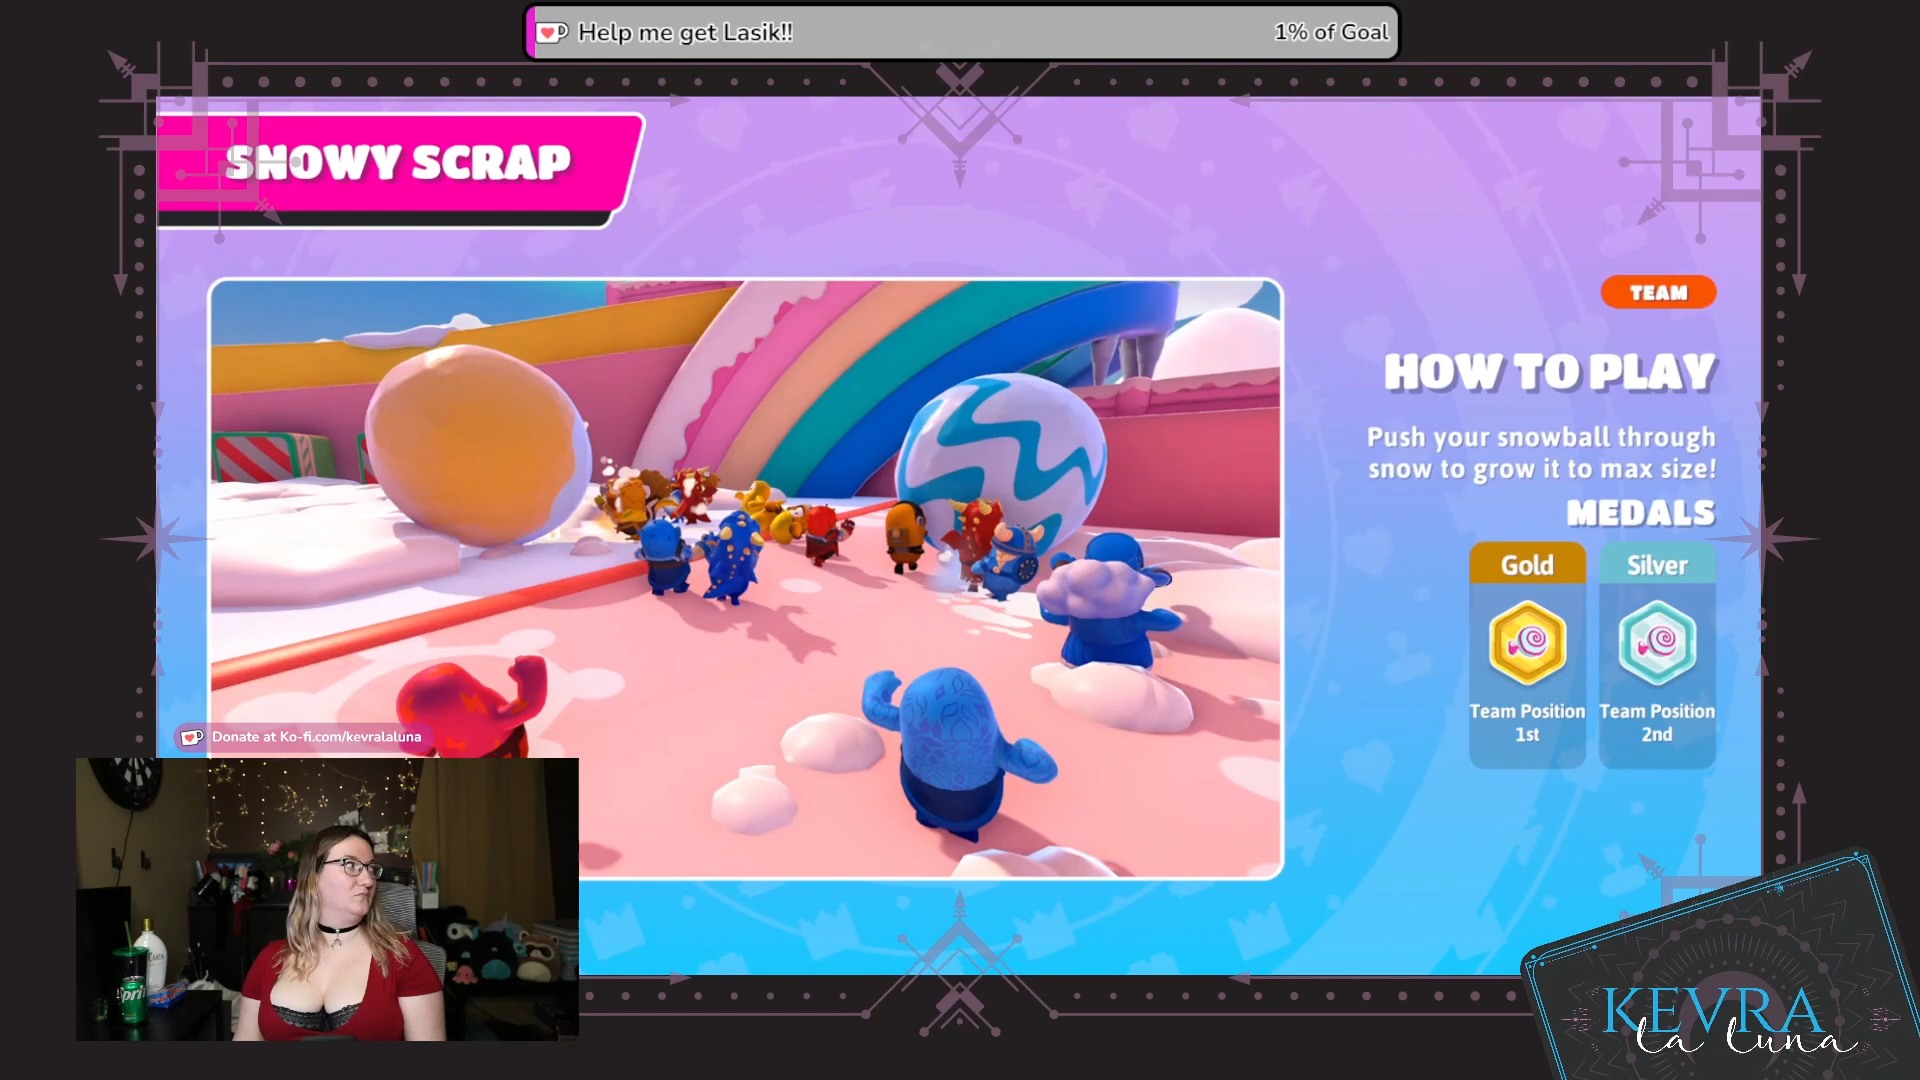 Help me get Lasik!!
1% of Goal
SNOWY SCRAP
TEAM
HOW TO PLAY
Push your snowball through
snow to grow it to max size!
MEDALS
Gold
Silver
Team Position
1st
Team Position
2nd
Donate at Ko-fi.com/kevralaluna
KEVRA
La Luna